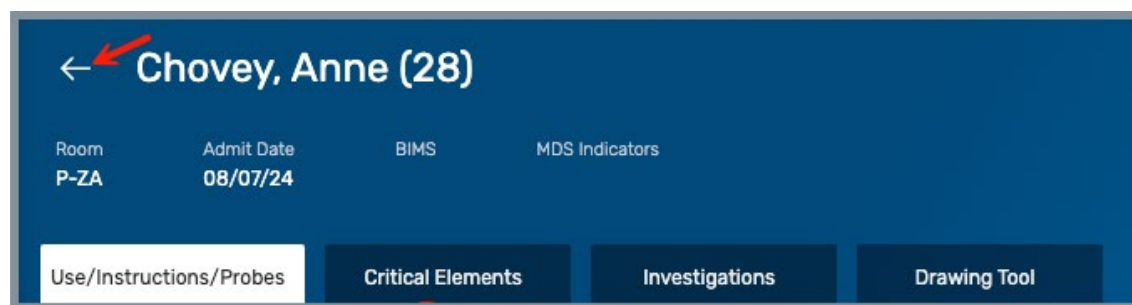 Chovey, Anne (28)
Room Admit Date BIMS MDS Indicators
P-ZA 08/07/24
Use/Instructions/Probes Critical Elements Investigations Drawing Tool